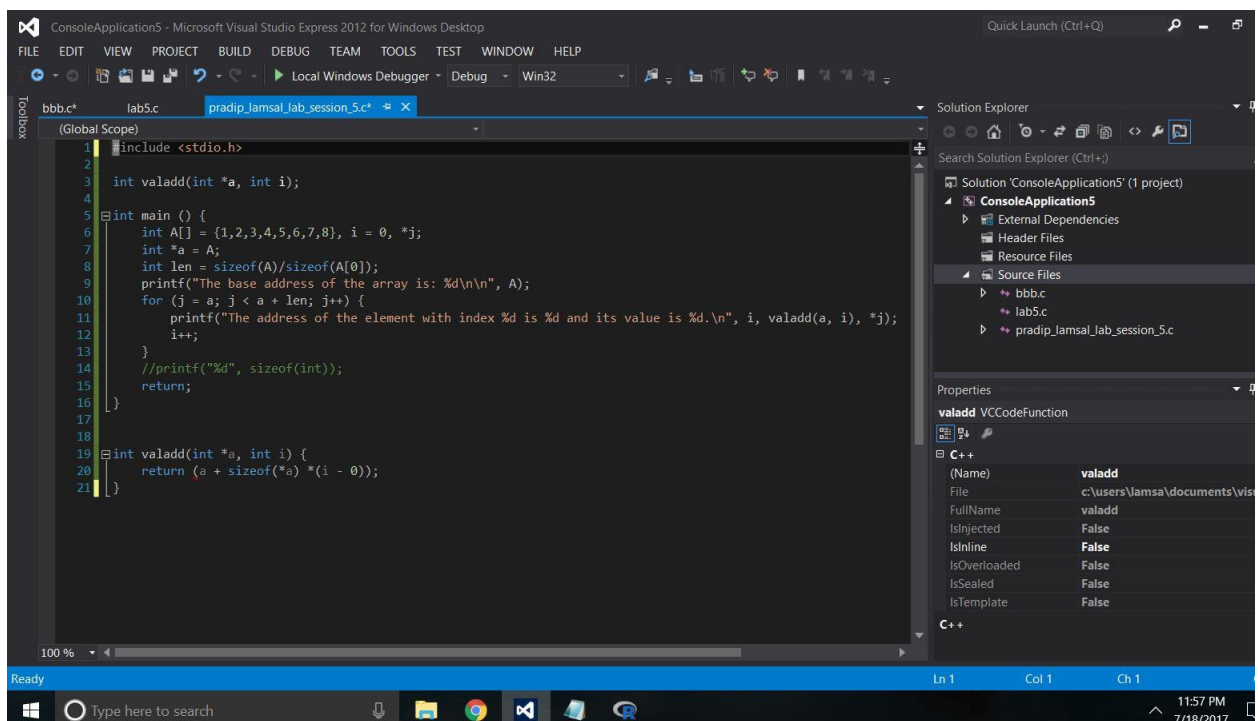 ConsoleApplication5 - Microsoft Visual Studio Express 2012 for Windows Desktop
Quick Launch (Ctrl+Q)
FILE EDIT VIEW PROJECT BUILD DEBUG TEAM TOOLS TEST WINDOW HELP
Local Windows Debugger Debug Win32
Toolbox
bbb.c* lab5.c pradip_lamsal_lab_session_5.c*
(Global Scope)
1 #include <stdio.h>
2
3 int valadd(int *a, int i);
4
5 int main () {
6 int A[] = {1,2,3,4,5,6,7,8}, i = 0, *j;
7 int *a = A;
8 int len = sizeof(A)/sizeof(A[0]);
9 printf("The base address of the array is: %d\n\n", A);
10 for (j = a; j < a + len; j++) {
11 printf("The address of the element with index %d is %d and its value is %d.\n", i, valadd(a, i), *j);
12 i++;
13 }
14 //printf("%d", sizeof(int));
15 return;
16 }
17
18
19 int valadd(int *a, int i) {
20 return (a + sizeof(*a) *(i - 0));
21 }
100 %
Solution Explorer
Search Solution Explorer (Ctrl+;)
Solution 'ConsoleApplication5' (1 project)
ConsoleApplication5
External Dependencies
Header Files
Resource Files
Source Files
bbb.c
lab5.c
pradip_lamsal_lab_session_5.c
Properties
valadd VCCodeFunction
C++
(Name) valadd
File c:\users\lamsa\documents\visu
FullName valadd
IsInjected False
IsInline False
IsOverloaded False
IsSealed False
IsTemplate False
C++
Ready
Ln 1 Col 1 Ch 1
Type here to search
11:57 PM
7/18/2017